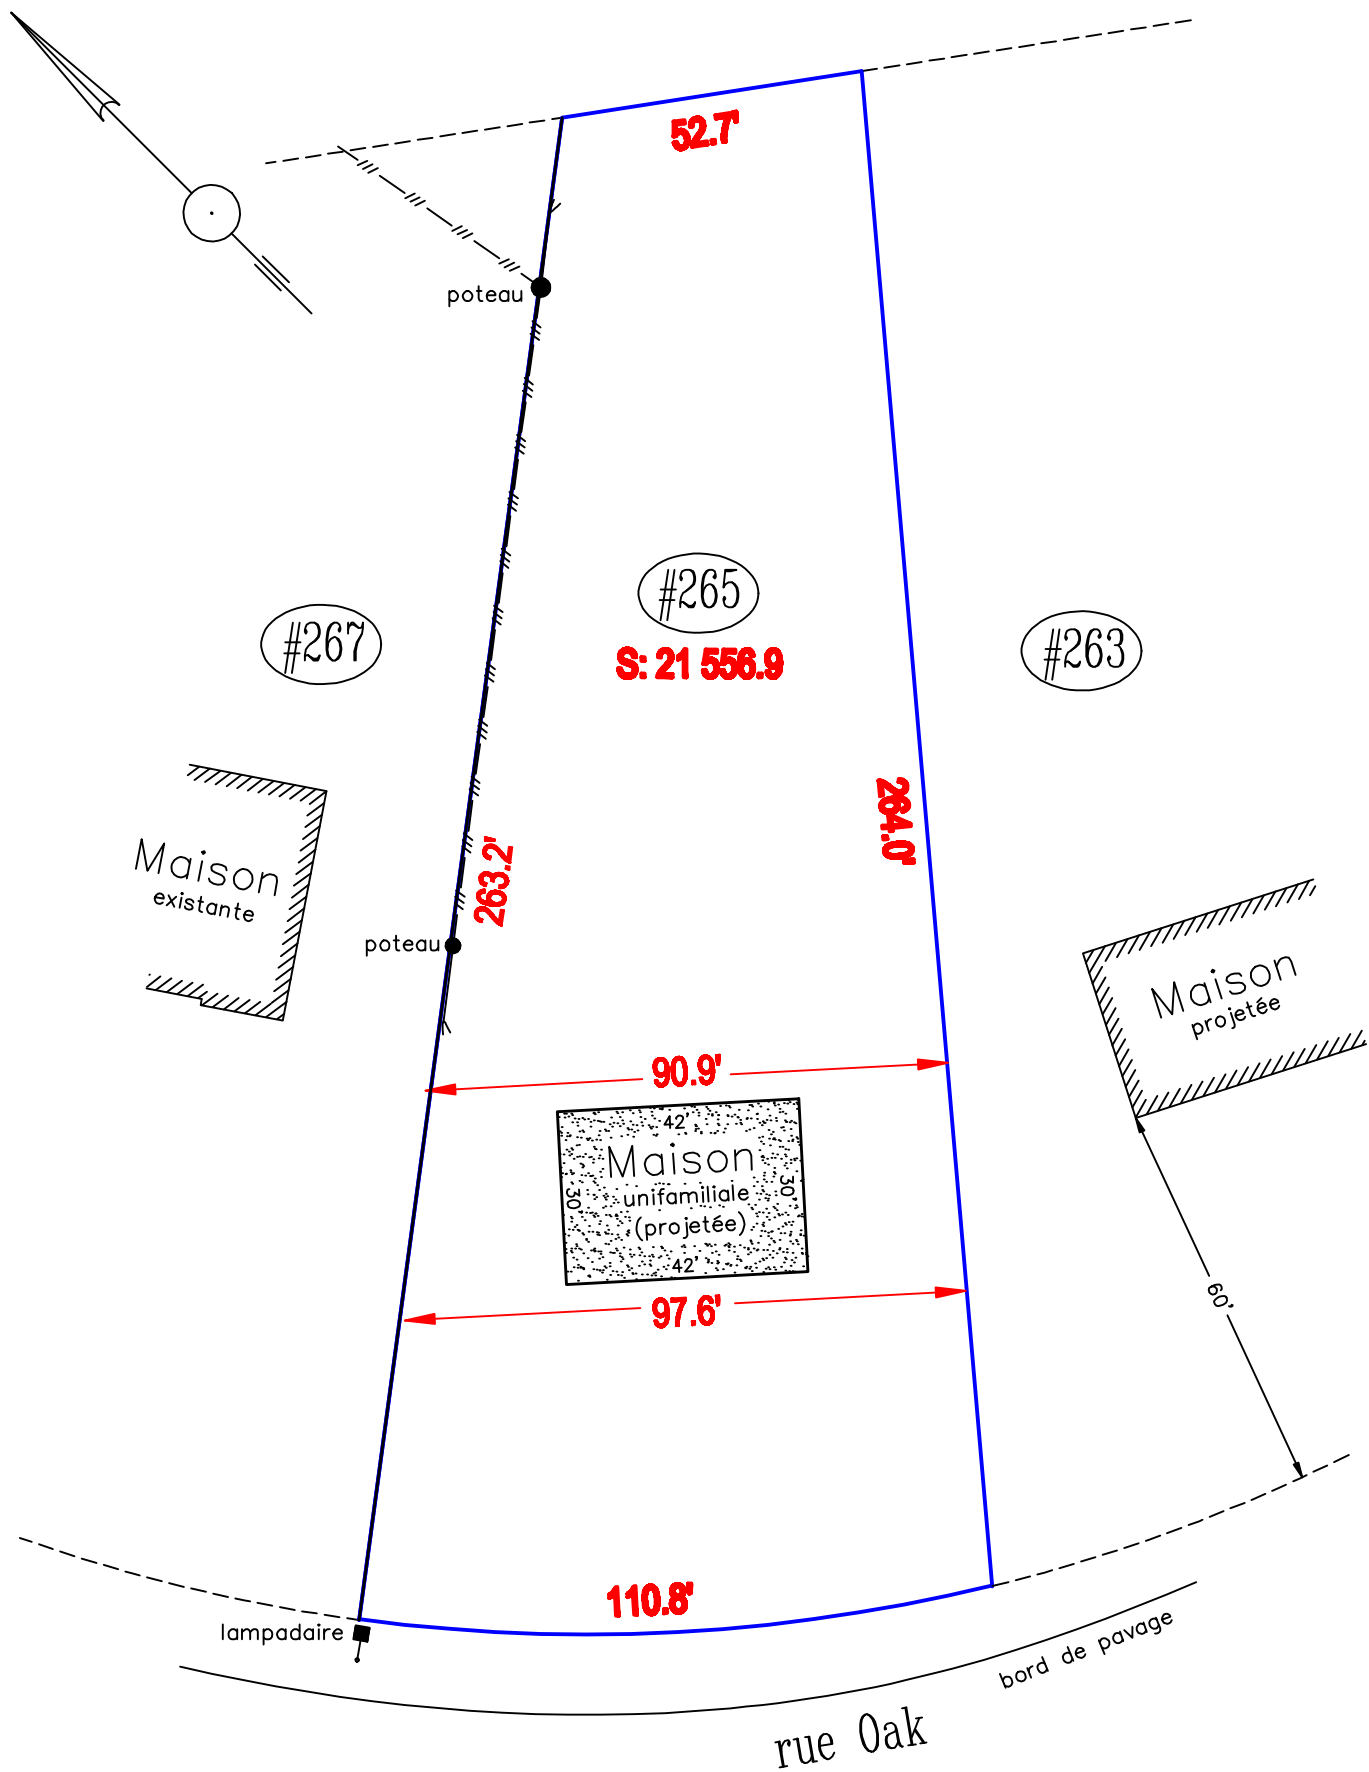 52.7'
poteau
#265
S: 21 556.9
#267
#263
264.0'
263.2'
Maison
existante
poteau
Maison
projetée
90.9'
42'
Maison
unifamiliale
(projetée)
30'
30'
42'
97.6'
60'
110.8'
lampadaire
bord de pavage
rue Oak